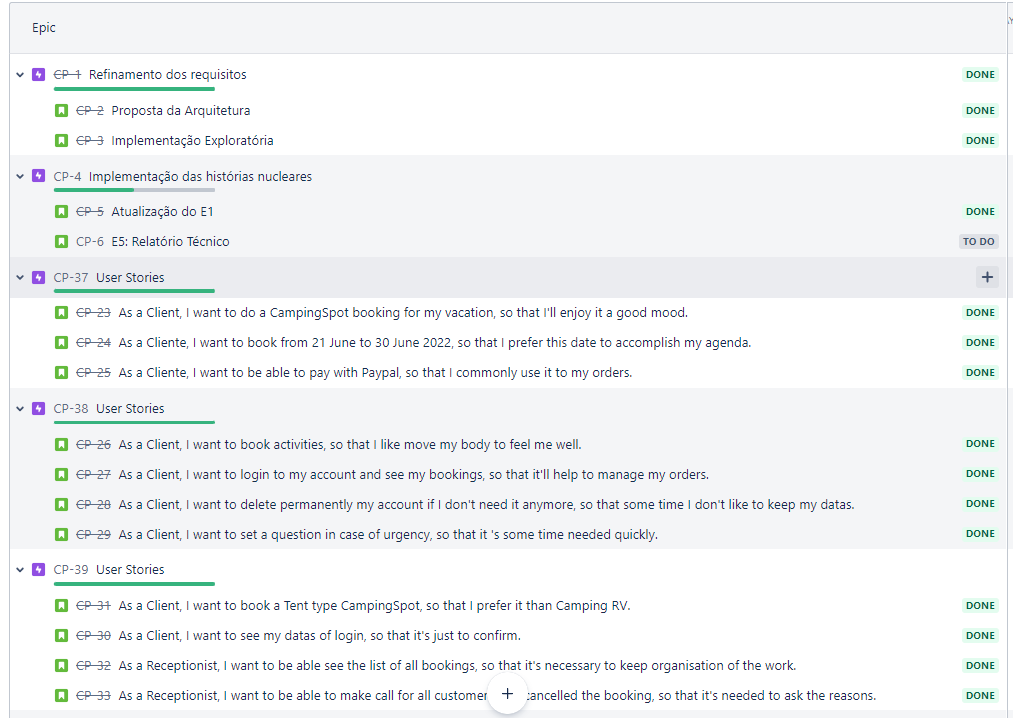 Epic
CP-1 Refinamento dos requisitos DONE
CP-2 Proposta da Arquitetura DONE
CP-3 Implementação Exploratória DONE
CP-4 Implementação das histórias nucleares
CP-5 Atualização do E1 DONE
CP-6 E5: Relatório Técnico TO DO
CP-37 User Stories
CP-23 As a Client, I want to do a CampingSpot booking for my vacation, so that I'll enjoy it a good mood. DONE
CP-24 As a Cliente, I want to book from 21 June to 30 June 2022, so that I prefer this date to accomplish my agenda. DONE
CP-25 As a Cliente, I want to be able to pay with Paypal, so that I commonly use it to my orders. DONE
CP-38 User Stories
CP-26 As a Client, I want to book activities, so that I like move my body to feel me well. DONE
CP-27 As a Client, I want to login to my account and see my bookings, so that it'll help to manage my orders. DONE
CP-28 As a Client, I want to delete permanently my account if I don't need it anymore, so that some time I don't like to keep my datas. DONE
CP-29 As a Client, I want to set a question in case of urgency, so that it 's some time needed quickly. DONE
CP-39 User Stories
CP-31 As a Client, I want to book a Tent type CampingSpot, so that I prefer it than Camping RV. DONE
CP-30 As a Client, I want to see my datas of login, so that it's just to confirm. DONE
CP-32 As a Receptionist, I want to be able see the list of all bookings, so that it's necessary to keep organisation of the work. DONE
CP-33 As a Receptionist, I want to be able to make call for all customer cancelled the booking, so that it's needed to ask the reasons. DONE